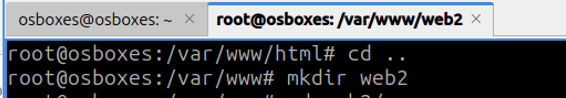 osboxes@osboxes: ~ × root@osboxes: /var/www/web2 ×
root@osboxes:/var/www/html# cd ..
root@osboxes:/var/www# mkdir web2